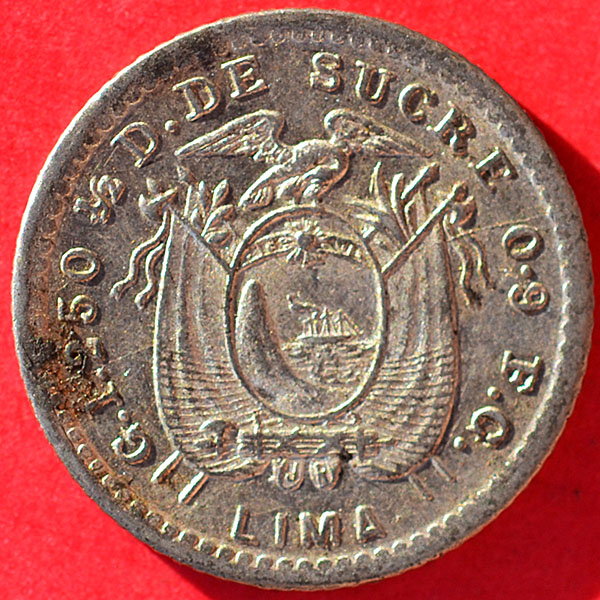 G.1.250 ½ D. DE SUCRE 0.9 E.C.
LIMA